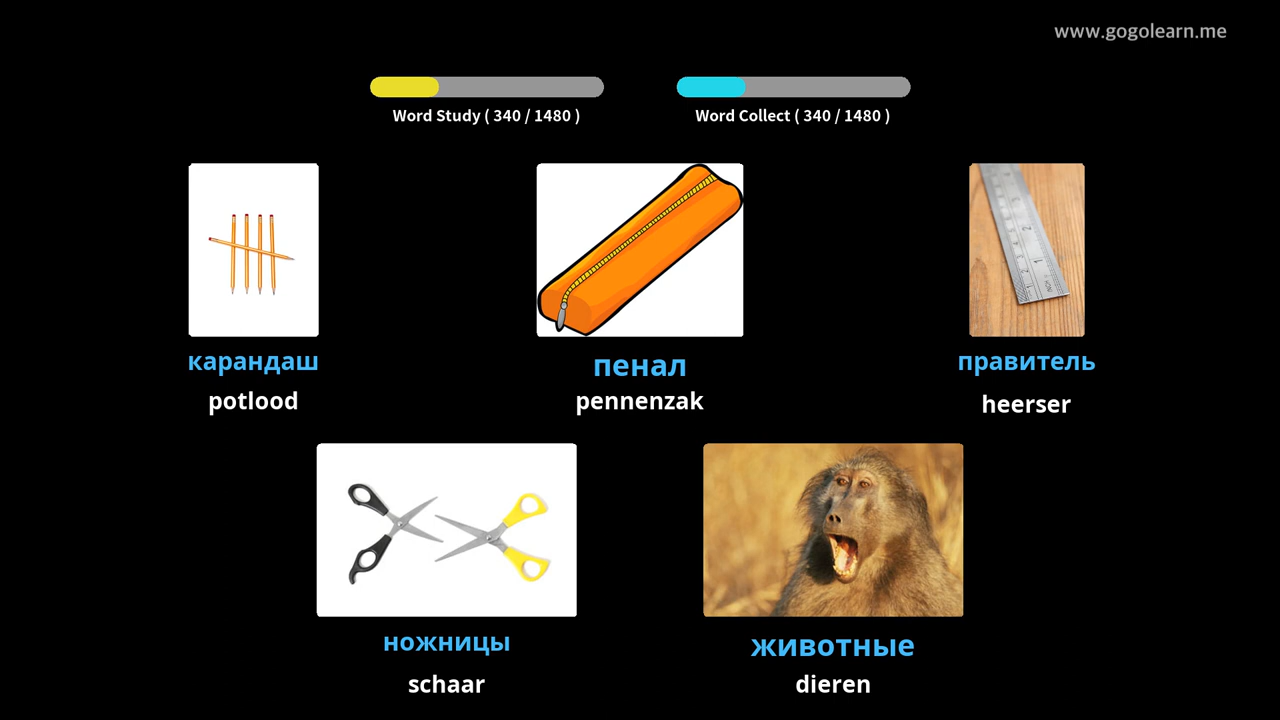 www.gogolearn.me
Word Study ( 340 / 1480 )
Word Collect ( 340 / 1480 )
карандаш
potlood
пенал
pennenzak
правитель
heerser
ножницы
schaar
животные
dieren